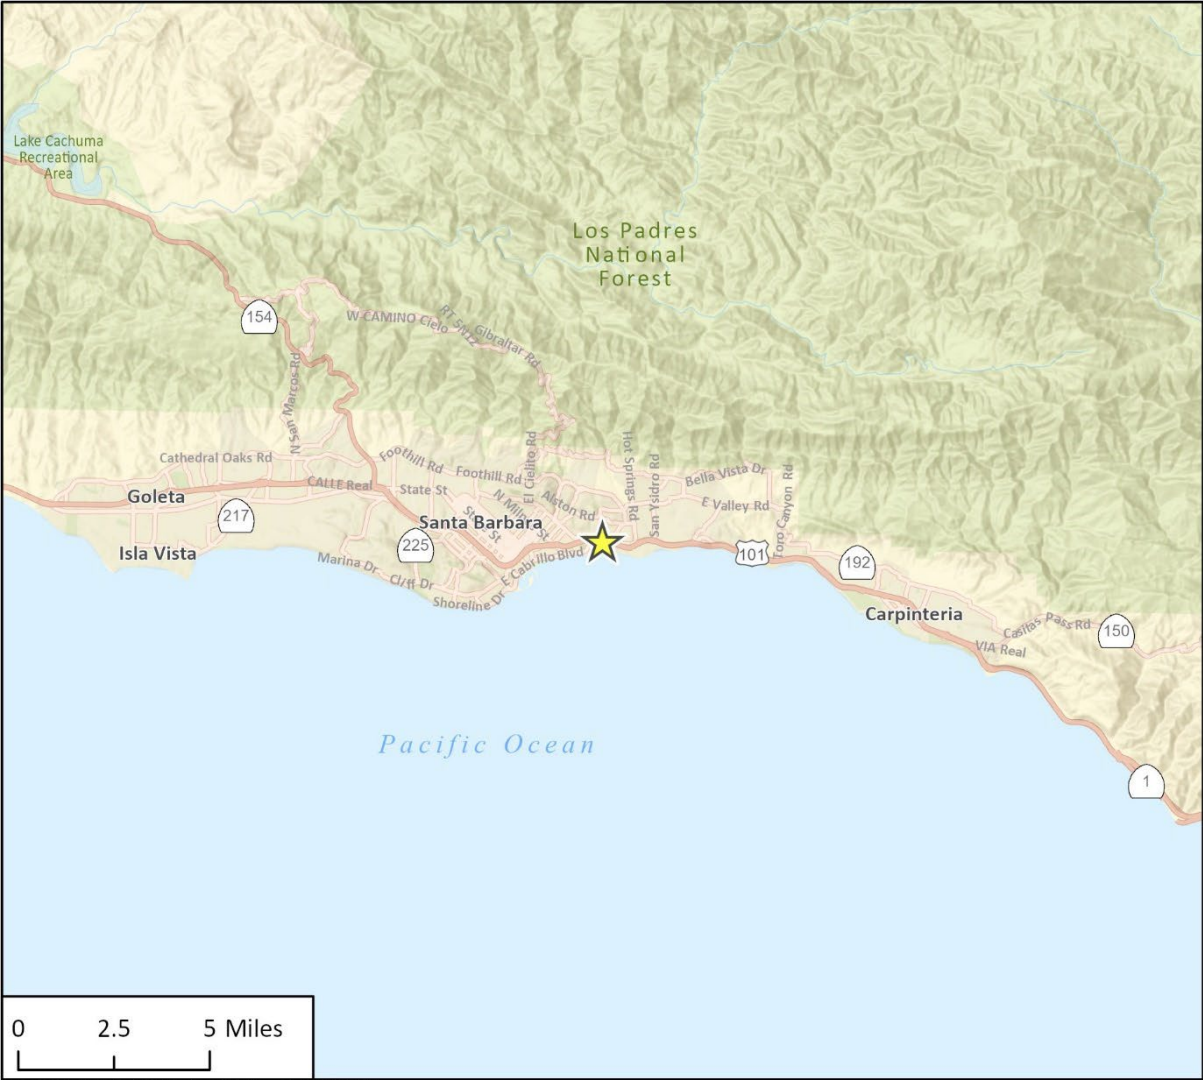 Lake Cachuma
Recreational
Area
Los Padres
National
Forest
154
W CAMINO Cielo
RT 5N12
Gibraltar Rd
N San Marcos Rd
Cathedral Oaks Rd
Foothill Rd
Foothill Rd
El Cielito Rd
Hot Springs Rd
San Ysidro Rd
Bella Vista Dr
Toro Canyon Rd
Goleta
CALLE Real
State St
N Milpas St
Alston Rd
E Valley Rd
217
Santa Barbara
State St
225
Isla Vista
Marina Dr
Cliff Dr
Shoreline Dr
E Cabrillo Blvd
101
192
Carpinteria
Casitas Pass Rd
150
VIA Real
Pacific Ocean
1
0 2.5 5 Miles